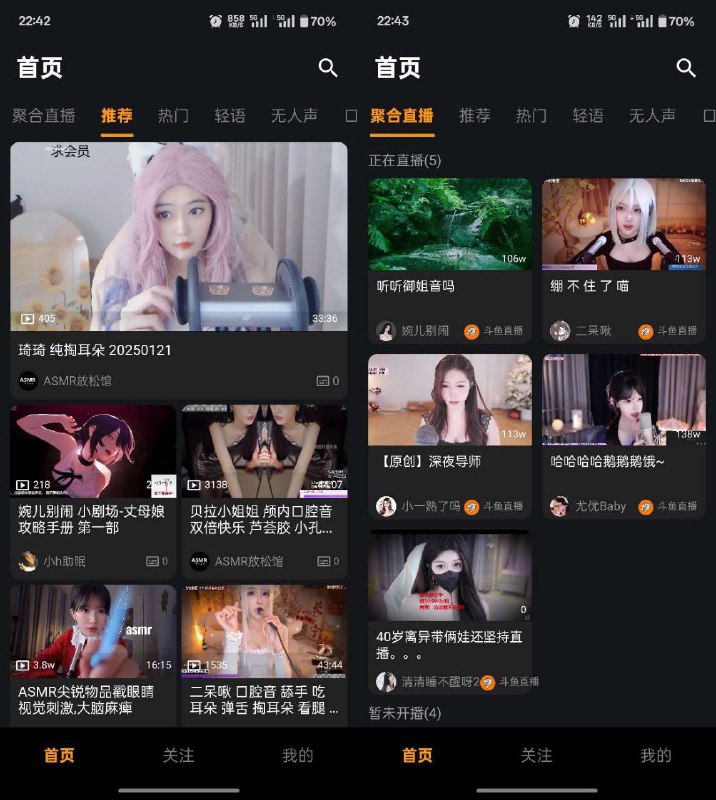 22:42
858 KB/S
5G
5G
70%
首页
聚合直播
推荐
热门
轻语
无人声
求会员
405
33:36
琦琦 纯掏耳朵 20250121
ASMR
ASMR放松馆
0
218
婉儿别闹 小剧场-丈母娘
攻略手册 第一部
小h助眠
0
3138
贝拉小姐姐 颅内口腔音
双倍快乐 芦荟胶 小孔...
ASMR
ASMR放松馆
0
asmr
3.8w
16:15
ASMR尖锐物品戳眼睛
视觉刺激,大脑麻痺
1535
43:44
二呆啾 口腔音 舔手 吃
耳朵 弹舌 掏耳朵 看腿 ...
首页
关注
我的
22:43
142 KB/S
5G
5G
70%
首页
聚合直播
推荐
热门
轻语
无人声
正在直播(5)
106w
听听御姐音吗
婉儿别闹
斗鱼直播
113w
绷 不 住 了 喵
二呆啾
斗鱼直播
113w
【原创】深夜导师
小一熟了吗
斗鱼直播
138w
哈哈哈哈鹅鹅鹅饿~
尤优Baby
斗鱼直播
0
40岁离异带俩娃还坚持直
播。。。
清清睡不醒呀2
斗鱼直播
暂未开播(4)
首页
关注
我的